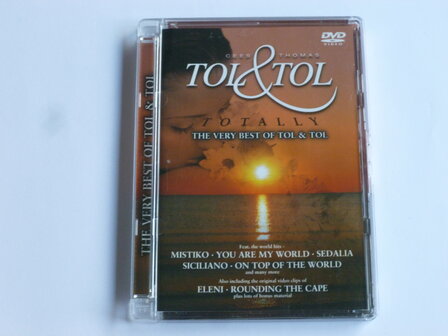 THE VERY BEST OF TOL & TOL
DVD
VIDEO
CEES & THOMAS
TOL & TOL
TOTALLY
THE VERY BEST OF TOL & TOL
Feat. the world hits -
MISTIKO · YOU ARE MY WORLD · SEDALIA
SICILIANO · ON TOP OF THE WORLD
and many more
Also including the original video clips of
ELENI · ROUNDING THE CAPE
plus lots of bonus material